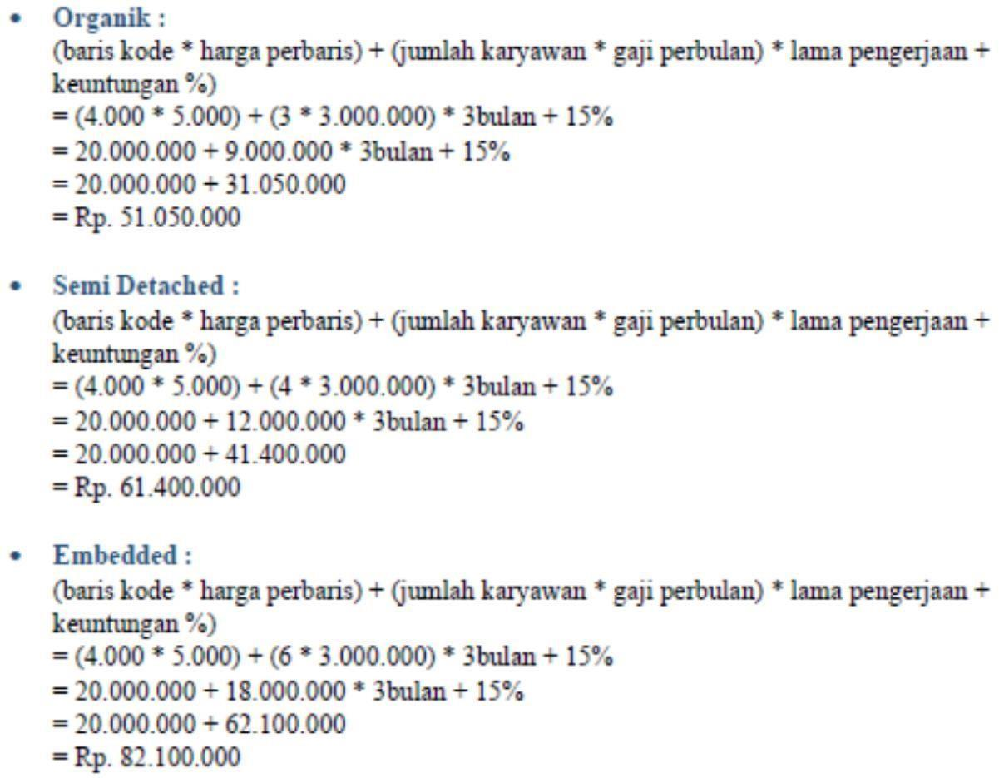 • Organik :
(baris kode * harga perbaris) + (jumlah karyawan * gaji perbulan) * lama pengerjaan +
keuntungan %)
= (4.000 * 5.000) + (3 * 3.000.000) * 3bulan + 15%
= 20.000.000 + 9.000.000 * 3bulan + 15%
= 20.000.000 + 31.050.000
= Rp. 51.050.000
• Semi Detached :
(baris kode * harga perbaris) + (jumlah karyawan * gaji perbulan) * lama pengerjaan +
keuntungan %)
= (4.000 * 5.000) + (4 * 3.000.000) * 3bulan + 15%
= 20.000.000 + 12.000.000 * 3bulan + 15%
= 20.000.000 + 41.400.000
= Rp. 61.400.000
• Embedded :
(baris kode * harga perbaris) + (jumlah karyawan * gaji perbulan) * lama pengerjaan +
keuntungan %)
= (4.000 * 5.000) + (6 * 3.000.000) * 3bulan + 15%
= 20.000.000 + 18.000.000 * 3bulan + 15%
= 20.000.000 + 62.100.000
= Rp. 82.100.000